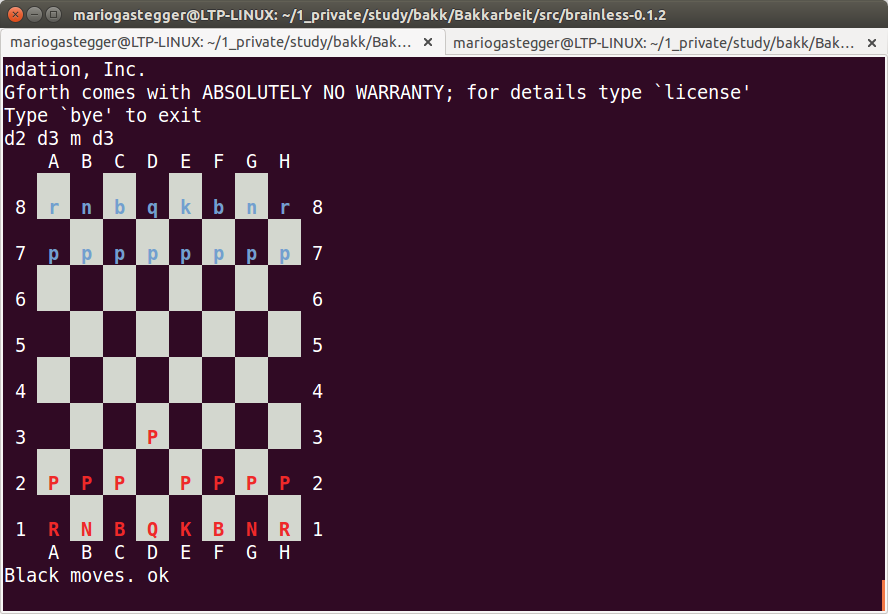 mariogastegger@LTP-LINUX: ~/1_private/study/bakk/Bakkarbeit/src/brainless-0.1.2
mariogastegger@LTP-LINUX: ~/1_private/study/bakk/Bak... × mariogastegger@LTP-LINUX: ~/1_private/study/bakk/Bak... ×
ndation, Inc.
Gforth comes with ABSOLUTELY NO WARRANTY; for details type `license'
Type `bye' to exit
d2 d3 m d3
A B C D E F G H
8 r n b q k b n r 8
7 p p p p p p p p 7
6 6
5 5
4 4
3 P 3
2 P P P P P P P 2
1 R N B Q K B N R 1
A B C D E F G H
Black moves. ok